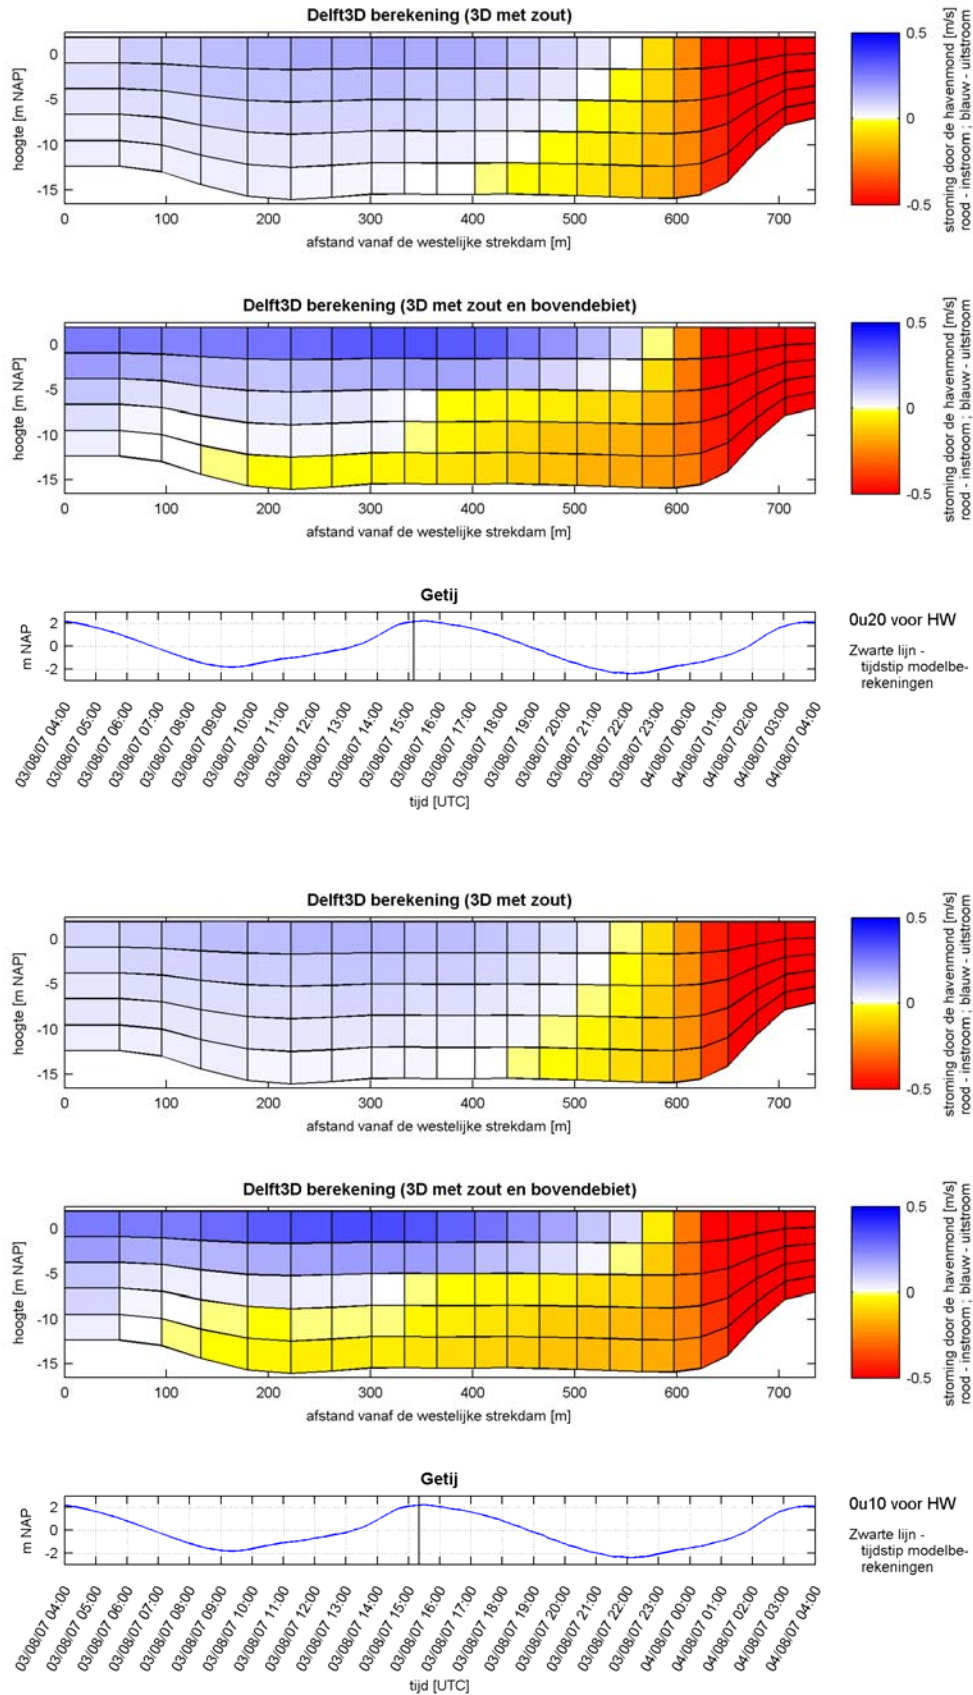 Delft3D berekening (3D met zout)
hoogte [m NAP]
0
-5
-10
-15
0 100 200 300 400 500 600 700
afstand vanaf de westelijke strekdam [m]
0.5
0
-0.5
stroming door de havenmond [m/s]
rood - instroom ; blauw - uitstroom
Delft3D berekening (3D met zout en bovendebiet)
hoogte [m NAP]
0
-5
-10
-15
0 100 200 300 400 500 600 700
afstand vanaf de westelijke strekdam [m]
0.5
0
-0.5
stroming door de havenmond [m/s]
rood - instroom ; blauw - uitstroom
Getij
m NAP
2
0
-2
03/08/07 04:00
03/08/07 05:00
03/08/07 06:00
03/08/07 07:00
03/08/07 08:00
03/08/07 09:00
03/08/07 10:00
03/08/07 11:00
03/08/07 12:00
03/08/07 13:00
03/08/07 14:00
03/08/07 15:00
03/08/07 16:00
03/08/07 17:00
03/08/07 18:00
03/08/07 19:00
03/08/07 20:00
03/08/07 21:00
03/08/07 22:00
03/08/07 23:00
04/08/07 00:00
04/08/07 01:00
04/08/07 02:00
04/08/07 03:00
04/08/07 04:00
tijd [UTC]
0u20 voor HW
Zwarte lijn -
tijdstip modelbe-
rekeningen
Delft3D berekening (3D met zout)
hoogte [m NAP]
0
-5
-10
-15
0 100 200 300 400 500 600 700
afstand vanaf de westelijke strekdam [m]
0.5
0
-0.5
stroming door de havenmond [m/s]
rood - instroom ; blauw - uitstroom
Delft3D berekening (3D met zout en bovendebiet)
hoogte [m NAP]
0
-5
-10
-15
0 100 200 300 400 500 600 700
afstand vanaf de westelijke strekdam [m]
0.5
0
-0.5
stroming door de havenmond [m/s]
rood - instroom ; blauw - uitstroom
Getij
m NAP
2
0
-2
03/08/07 04:00
03/08/07 05:00
03/08/07 06:00
03/08/07 07:00
03/08/07 08:00
03/08/07 09:00
03/08/07 10:00
03/08/07 11:00
03/08/07 12:00
03/08/07 13:00
03/08/07 14:00
03/08/07 15:00
03/08/07 16:00
03/08/07 17:00
03/08/07 18:00
03/08/07 19:00
03/08/07 20:00
03/08/07 21:00
03/08/07 22:00
03/08/07 23:00
04/08/07 00:00
04/08/07 01:00
04/08/07 02:00
04/08/07 03:00
04/08/07 04:00
tijd [UTC]
0u10 voor HW
Zwarte lijn -
tijdstip modelbe-
rekeningen